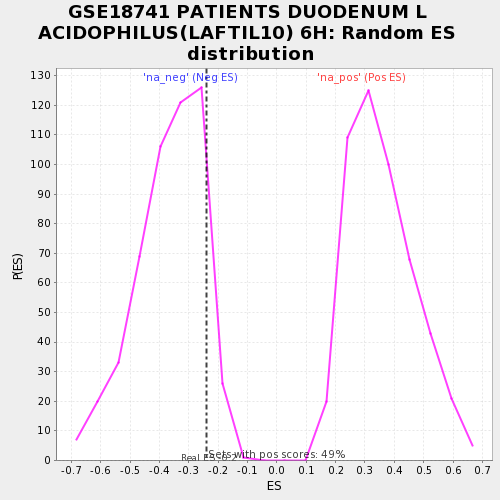 GSE18741 PATIENTS DUODENUM L
ACIDOPHILUS(LAFTIL10) 6H: Random ES
distribution
'na_neg' (Neg ES)
'na_pos' (Pos ES)
130
120
110
100
90
80
70
60
50
40
30
20
10
0
P(ES)
Sets with pos scores: 49%
Real ES
-0.7 -0.6 -0.5 -0.4 -0.3 -0.2 -0.1 0.0 0.1 0.2 0.3 0.4 0.5 0.6 0.7
ES